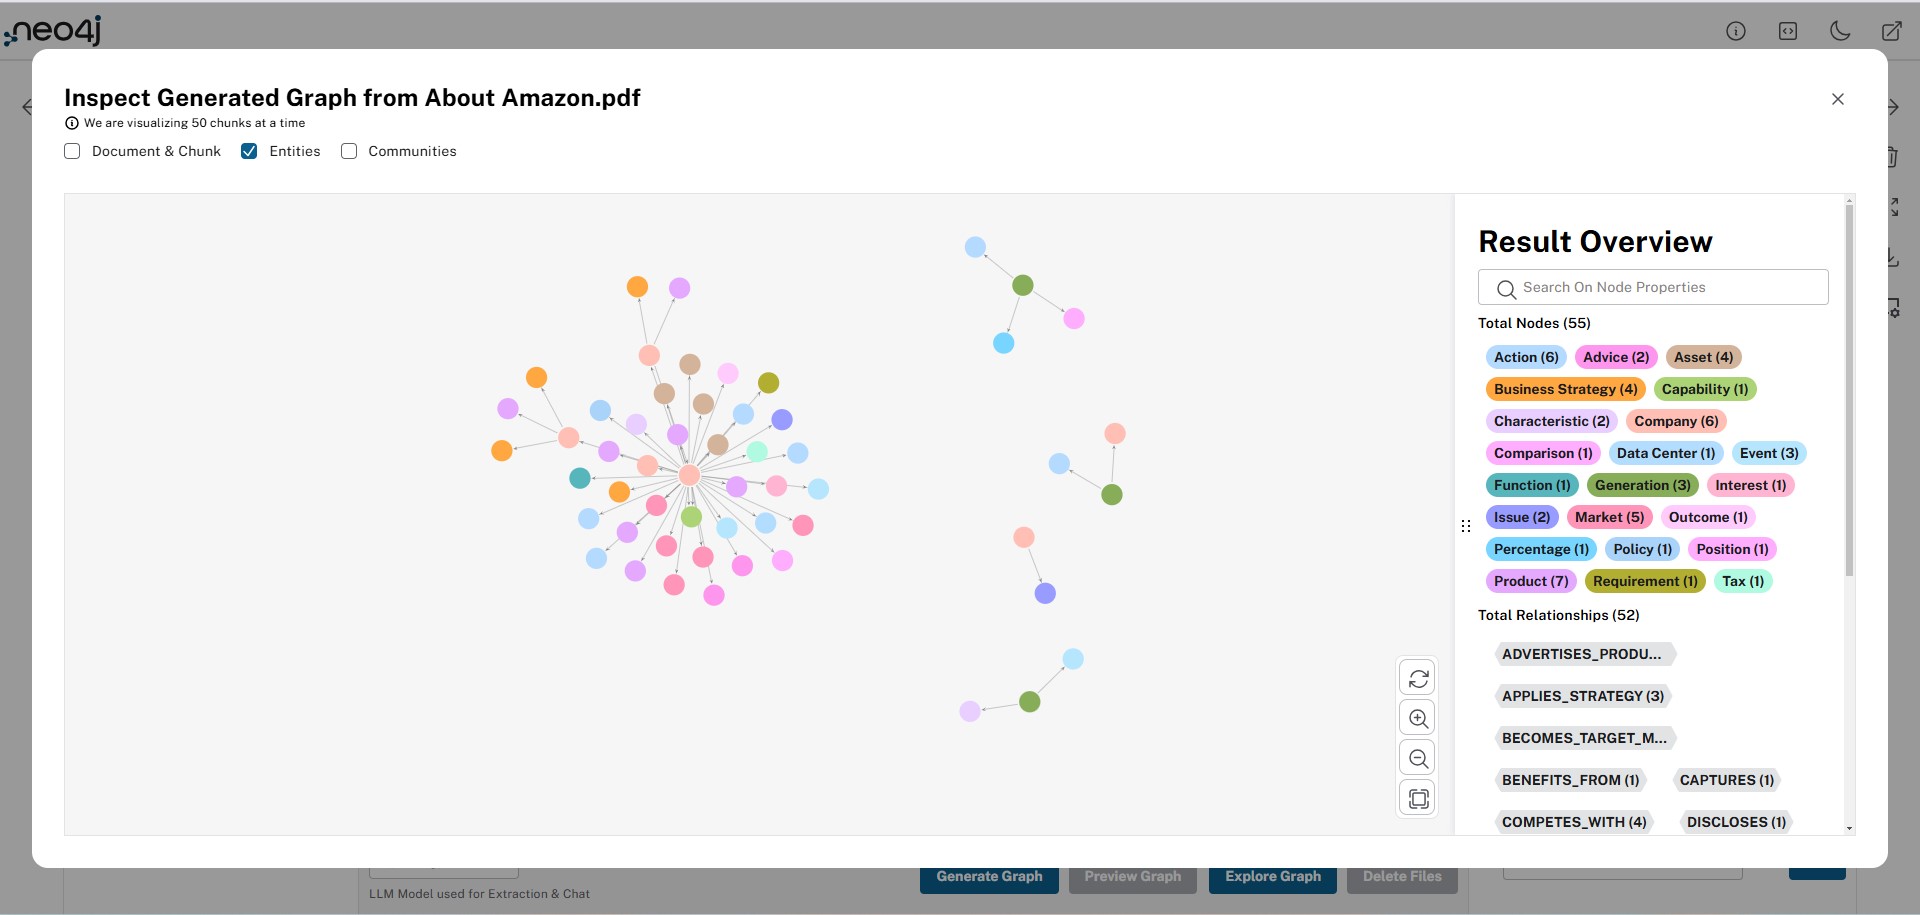 neo4j
Inspect Generated Graph from About Amazon.pdf
We are visualizing 50 chunks at a time
Document & Chunk Entities Communities
Result Overview
Search On Node Properties
Total Nodes (55)
Action (6) Advice (2) Asset (4)
Business Strategy (4) Capability (1)
Characteristic (2) Company (6)
Comparison (1) Data Center (1) Event (3)
Function (1) Generation (3) Interest (1)
Issue (2) Market (5) Outcome (1)
Percentage (1) Policy (1) Position (1)
Product (7) Requirement (1) Tax (1)
Total Relationships (52)
ADVERTISES_PRODU...
APPLIES_STRATEGY (3)
BECOMES_TARGET_M...
BENEFITS_FROM (1) CAPTURES (1)
COMPETES_WITH (4) DISCLOSES (1)
Generate Graph Preview Graph Explore Graph Delete Files
LLM Model used for Extraction & Chat